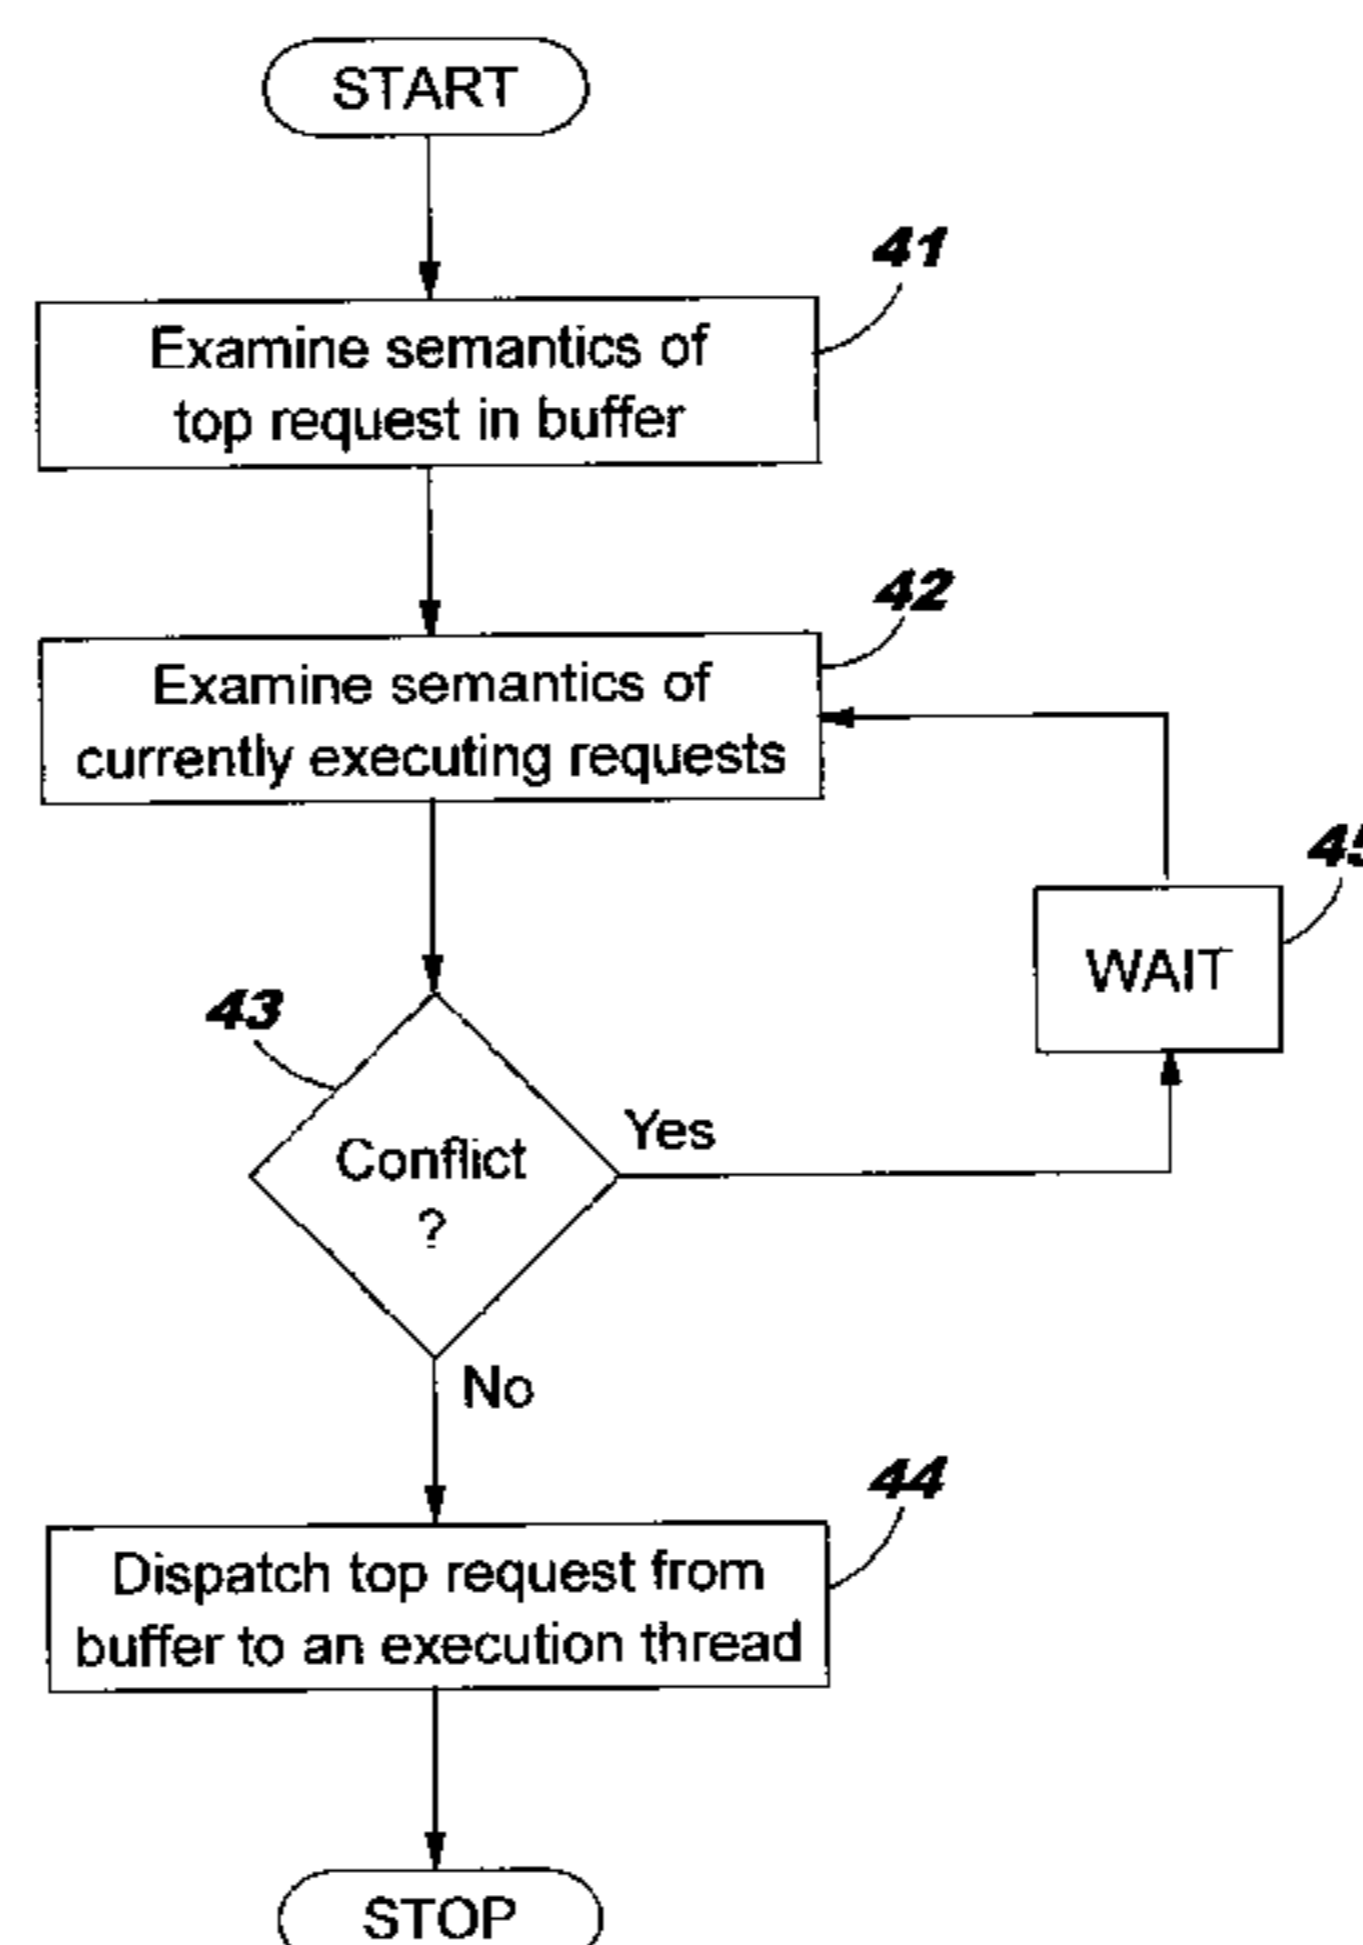 START
41
Examine semantics of
top request in buffer
42
Examine semantics of
currently executing requests
45
WAIT
43
Conflict
?
Yes
No
44
Dispatch top request from
buffer to an execution thread
STOP